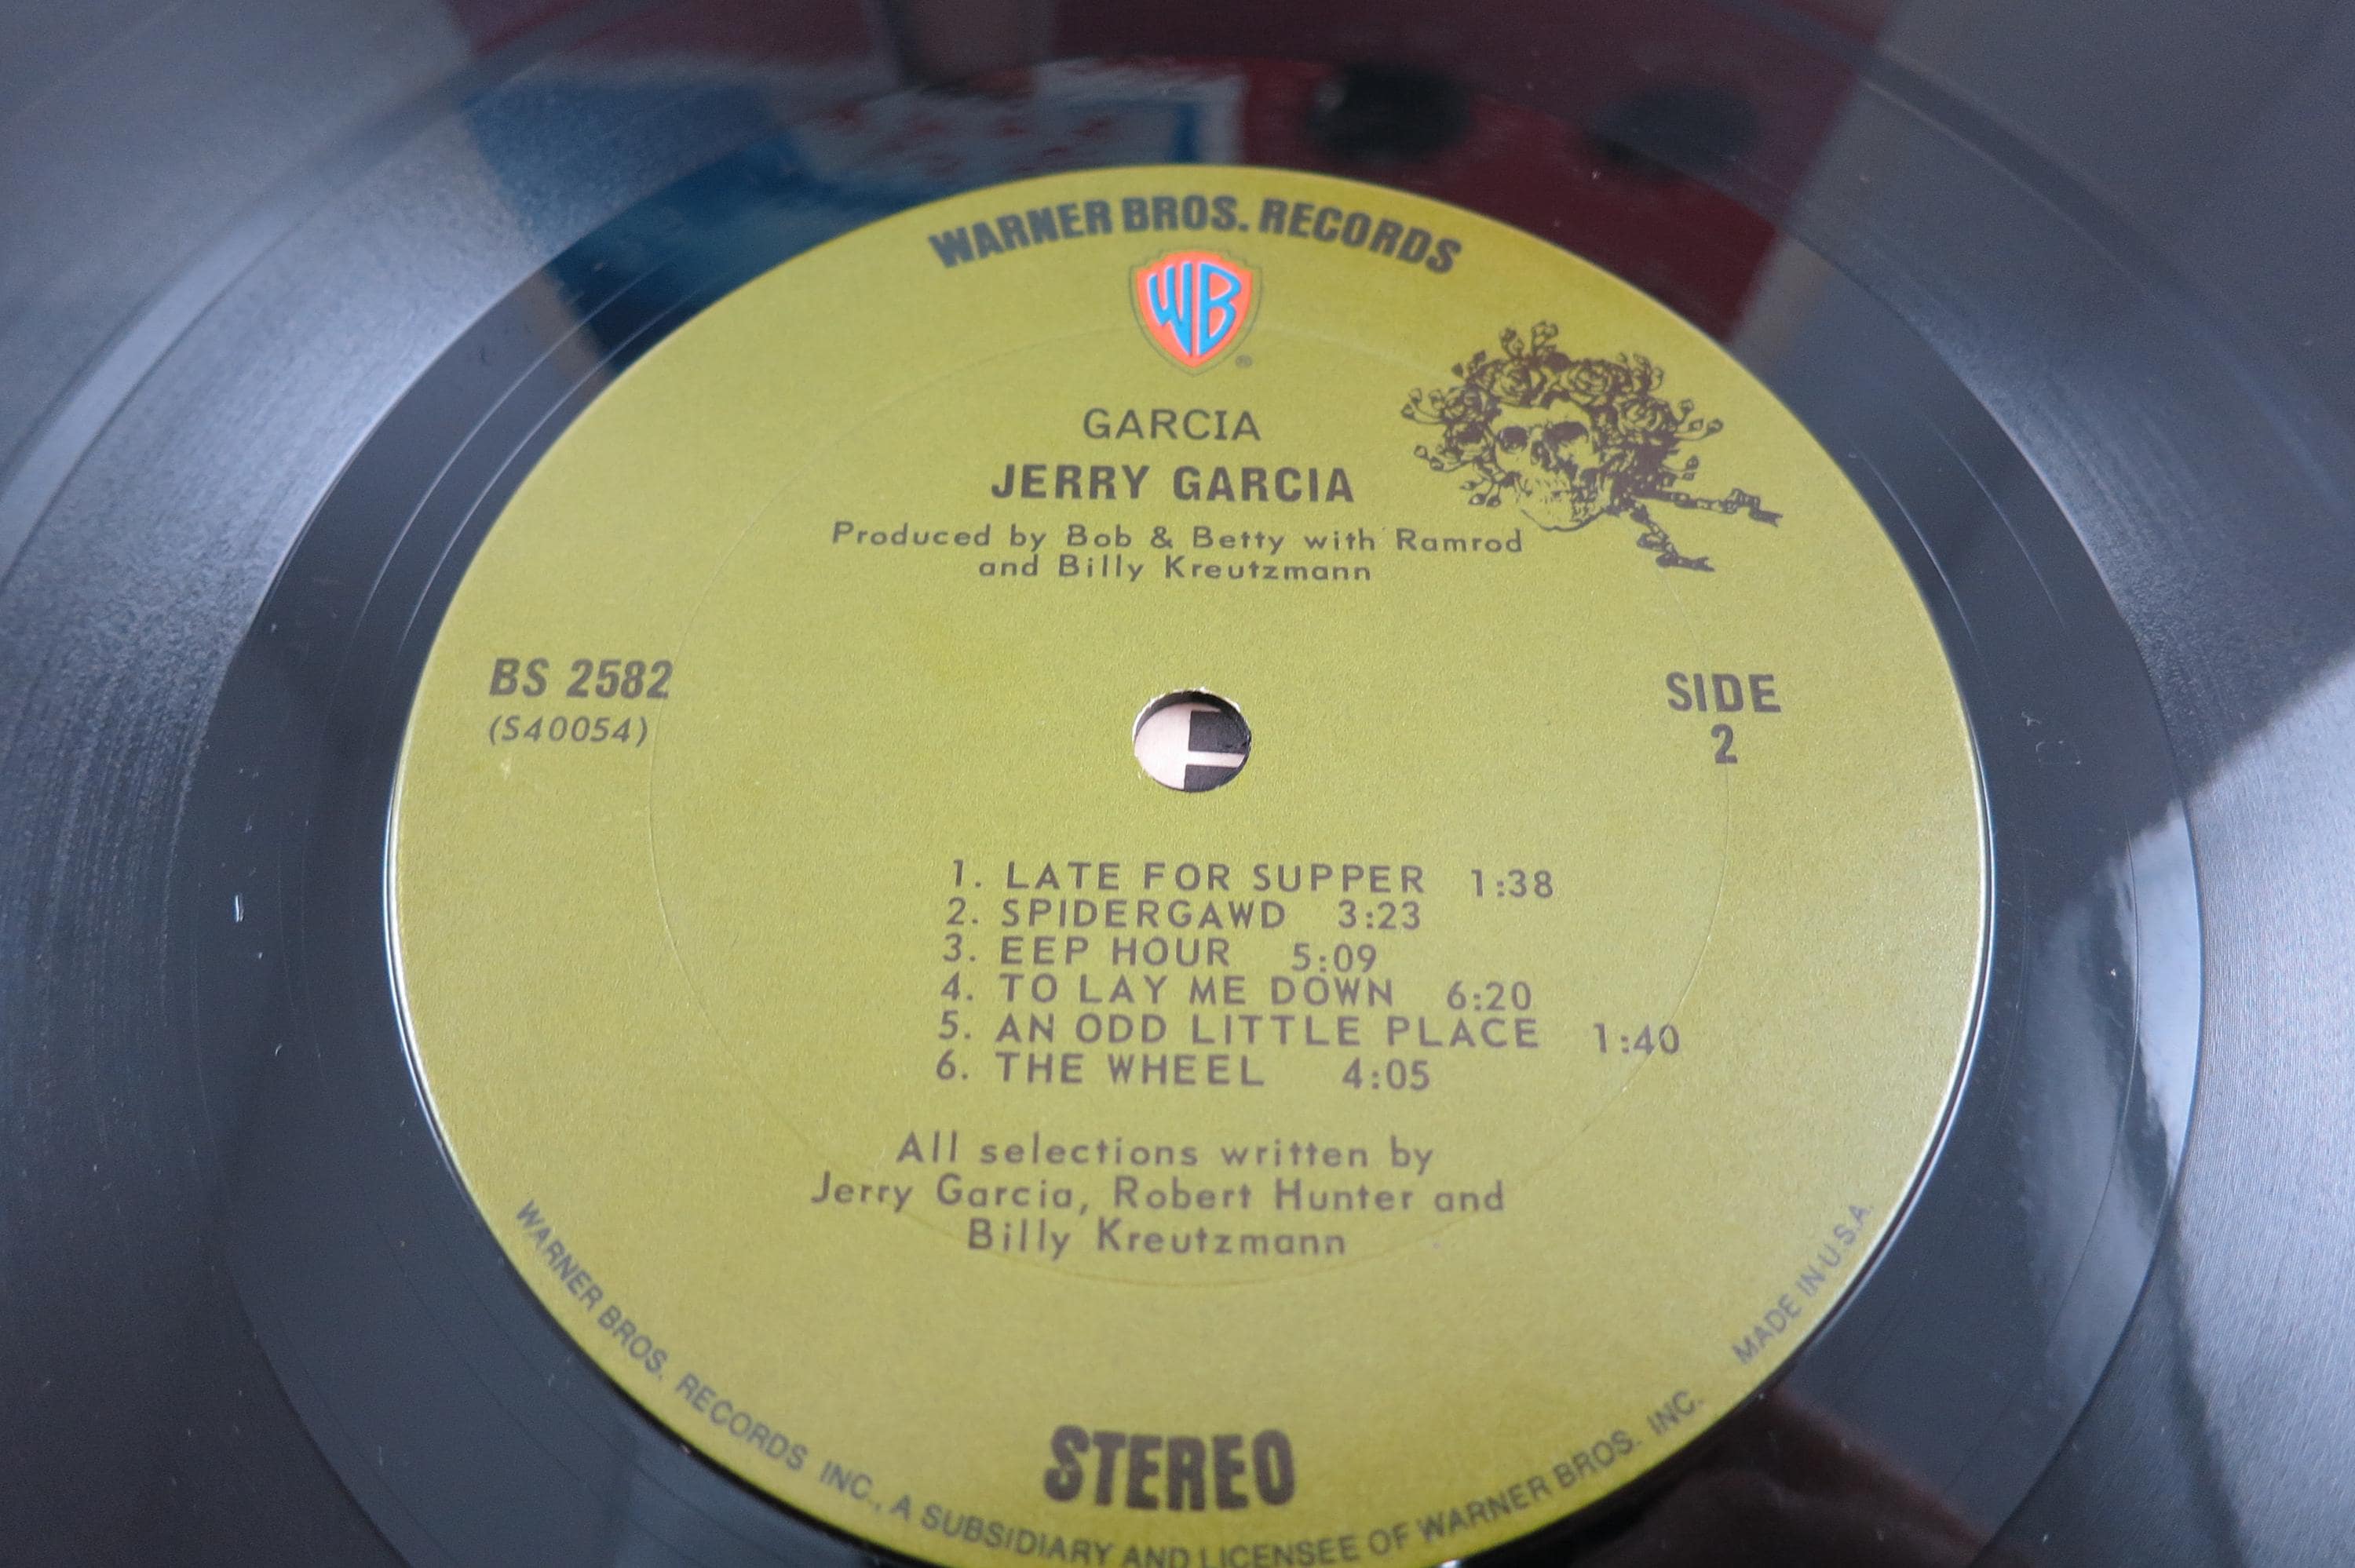 WARNER BROS. RECORDS
WB
®
GARCIA
JERRY GARCIA
Produced by Bob & Betty with Ramrod
and Billy Kreutzmann
BS 2582
(S40054)
SIDE
2
1. LATE FOR SUPPER 1:38
2. SPIDERGAWD 3:23
3. EEP HOUR 5:09
4. TO LAY ME DOWN 6:20
5. AN ODD LITTLE PLACE 1:40
6. THE WHEEL 4:05
All selections written by
Jerry Garcia, Robert Hunter and
Billy Kreutzmann
STEREO
WARNER BROS. RECORDS INC., A SUBSIDIARY AND LICENSEE OF WARNER BROS. INC. MADE IN U.S.A.